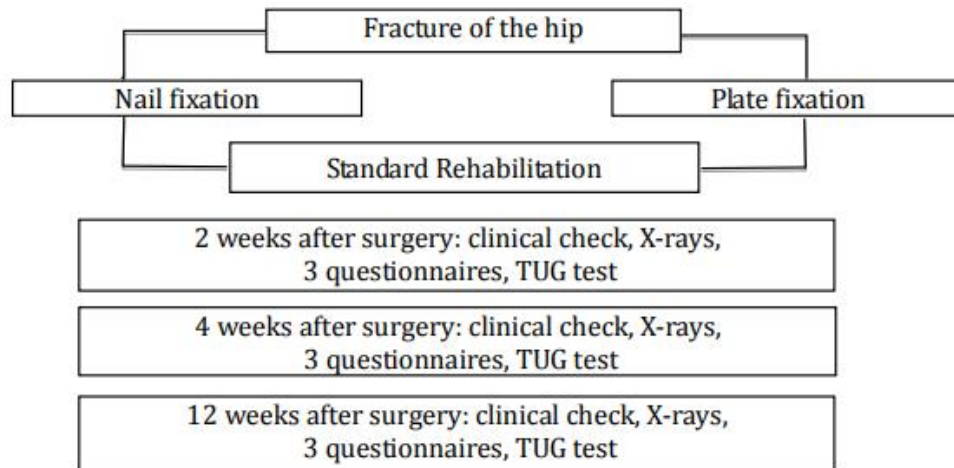 Fracture of the hip
Nail fixation
Plate fixation
Standard Rehabilitation
2 weeks after surgery: clinical check, X-rays,
3 questionnaires, TUG test
4 weeks after surgery: clinical check, X-rays,
3 questionnaires, TUG test
12 weeks after surgery: clinical check, X-rays,
3 questionnaires, TUG test